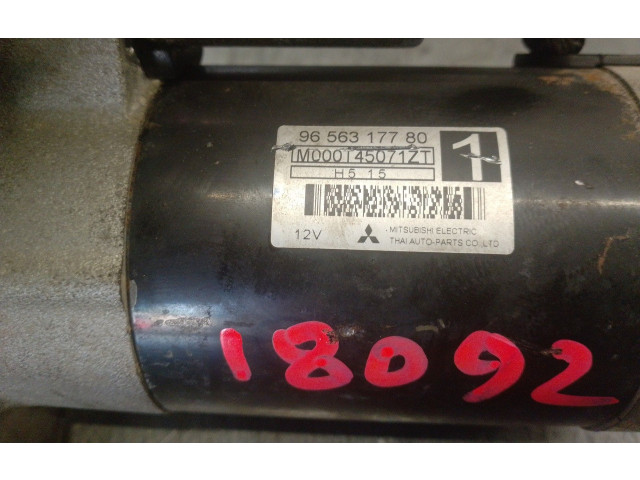 96 563 177 80
M000T45071ZT
1
H5 15
12V
MITSUBISHI ELECTRIC
THAI AUTO-PARTS CO.,LTD
18092